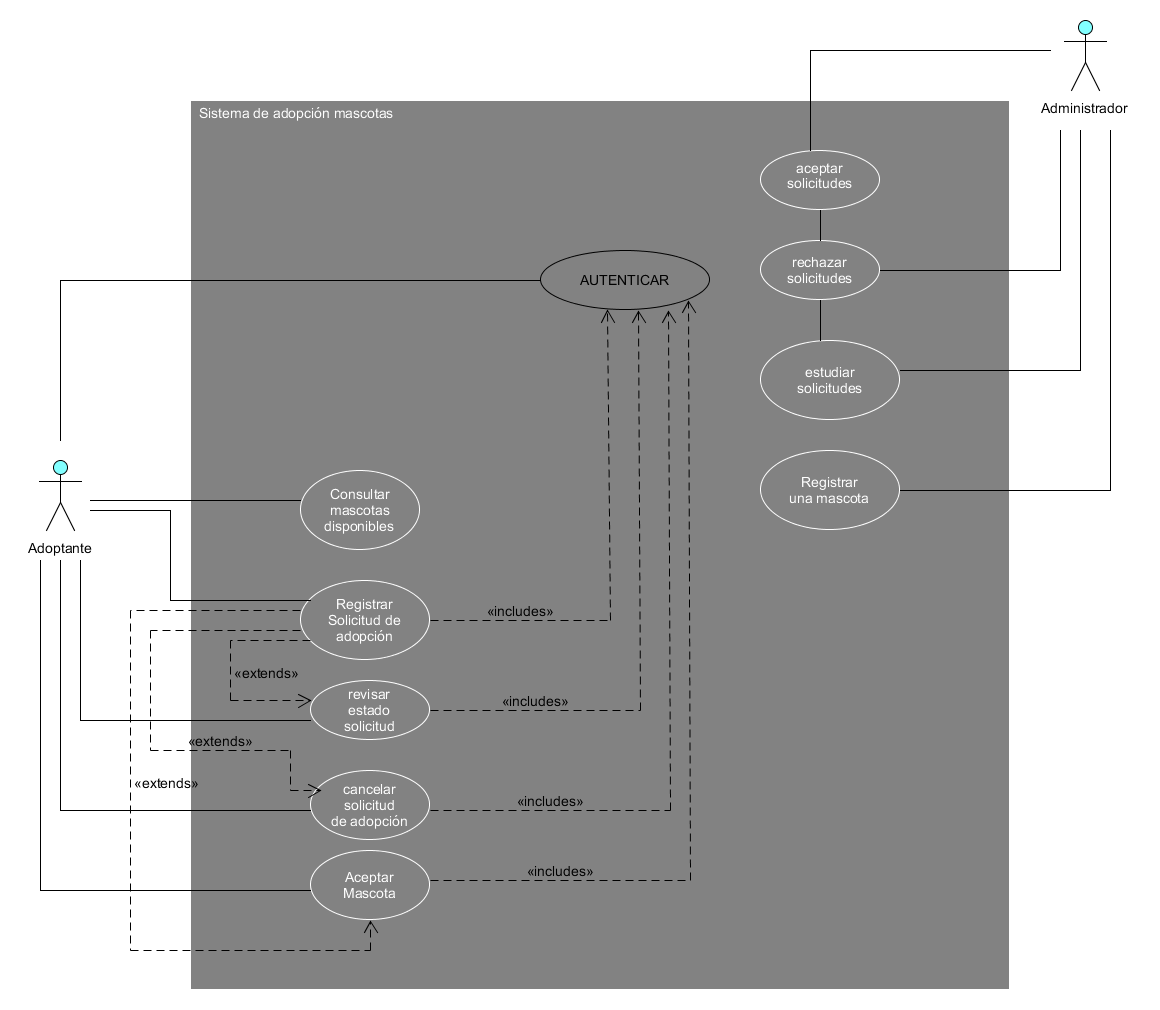 Administrador
Sistema de adopción mascotas
aceptar
solicitudes
rechazar
solicitudes
AUTENTICAR
estudiar
solicitudes
Registrar
una mascota
Consultar
mascotas
disponibles
Adoptante
Registrar
Solicitud de
adopción
«includes»
«extends»
revisar
estado
solicitud
«includes»
«extends»
«extends»
cancelar
solicitud
de adopción
«includes»
Aceptar
Mascota
«includes»